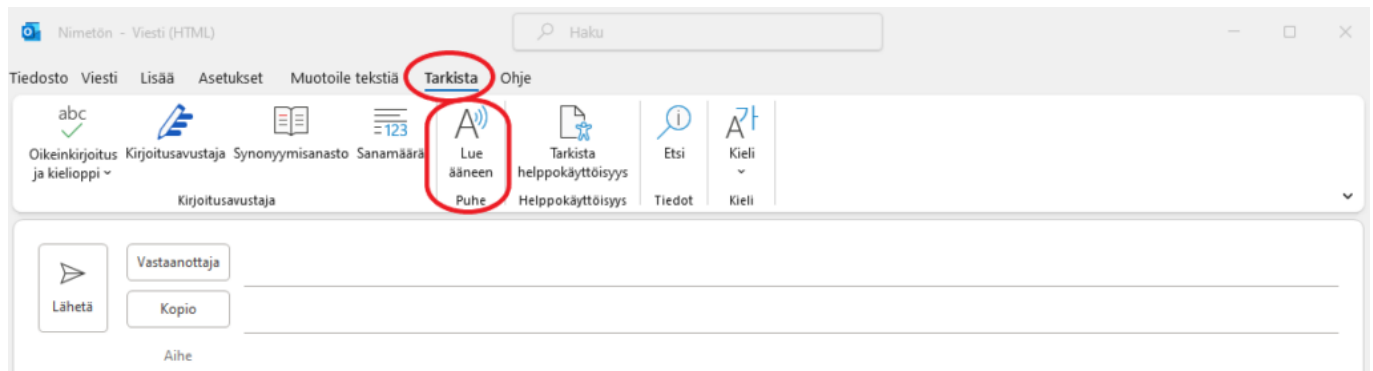 Nimetön - Viesti (HTML)
Haku
Tiedosto Viesti Lisää Asetukset Muotoile tekstiä Tarkista Ohje
abc
123
Oikeinkirjoitus Kirjoitusavustaja Synonyymisanasto Sanamäärä Lue Tarkista Etsi Kieli
ja kielioppi ääneen helppokäyttöisyys
Kirjoitusavustaja Puhe Helppokäyttöisyys Tiedot Kieli
Vastaanottaja
Lähetä Kopio
Aihe